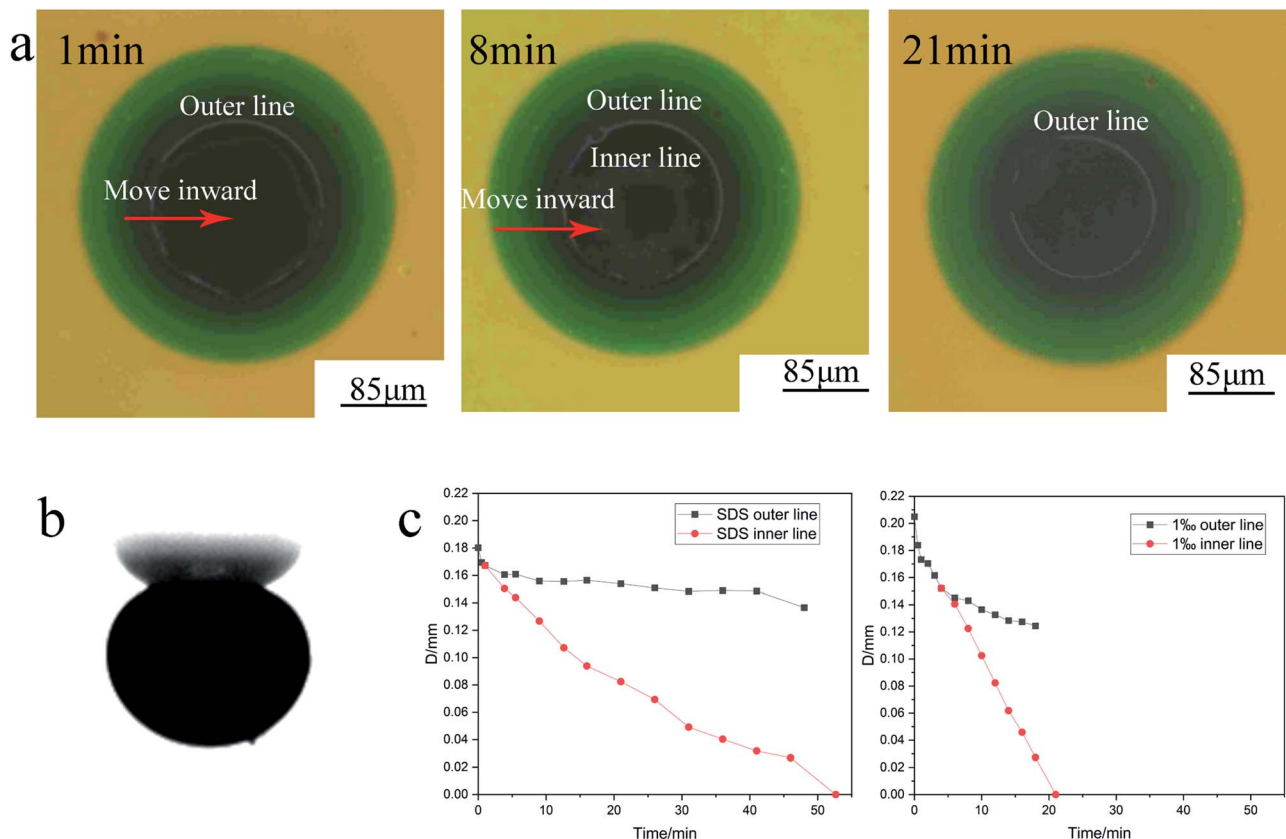 a
1min
Outer line
Move inward
85μm
8min
Outer line
Inner line
Move inward
85μm
21min
Outer line
85μm
b
c
0.22
0.20
0.18
0.16
0.14
0.12
0.10
0.08
0.06
0.04
0.02
0.00
D/mm
SDS outer line
SDS inner line
0 10 20 30 40 50
Time/min
0.22
0.20
0.18
0.16
0.14
0.12
0.10
0.08
0.06
0.04
0.02
0.00
D/mm
1‰ outer line
1‰ inner line
0 10 20 30 40 50
Time/min